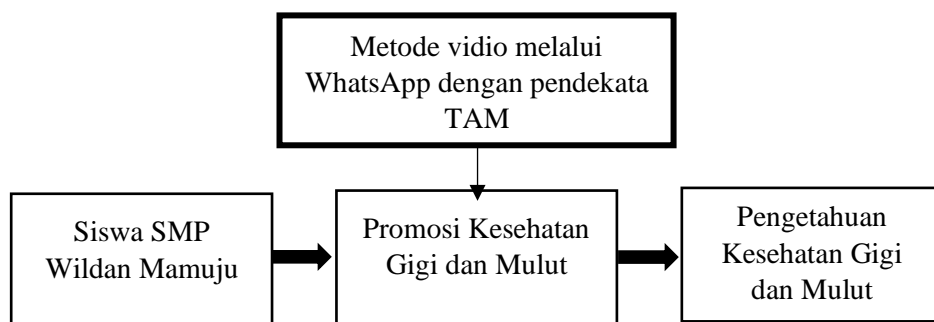 Metode vidio melalui
WhatsApp dengan pendekata
TAM
Siswa SMP
Wildan Mamuju
Promosi Kesehatan
Gigi dan Mulut
Pengetahuan
Kesehatan Gigi
dan Mulut